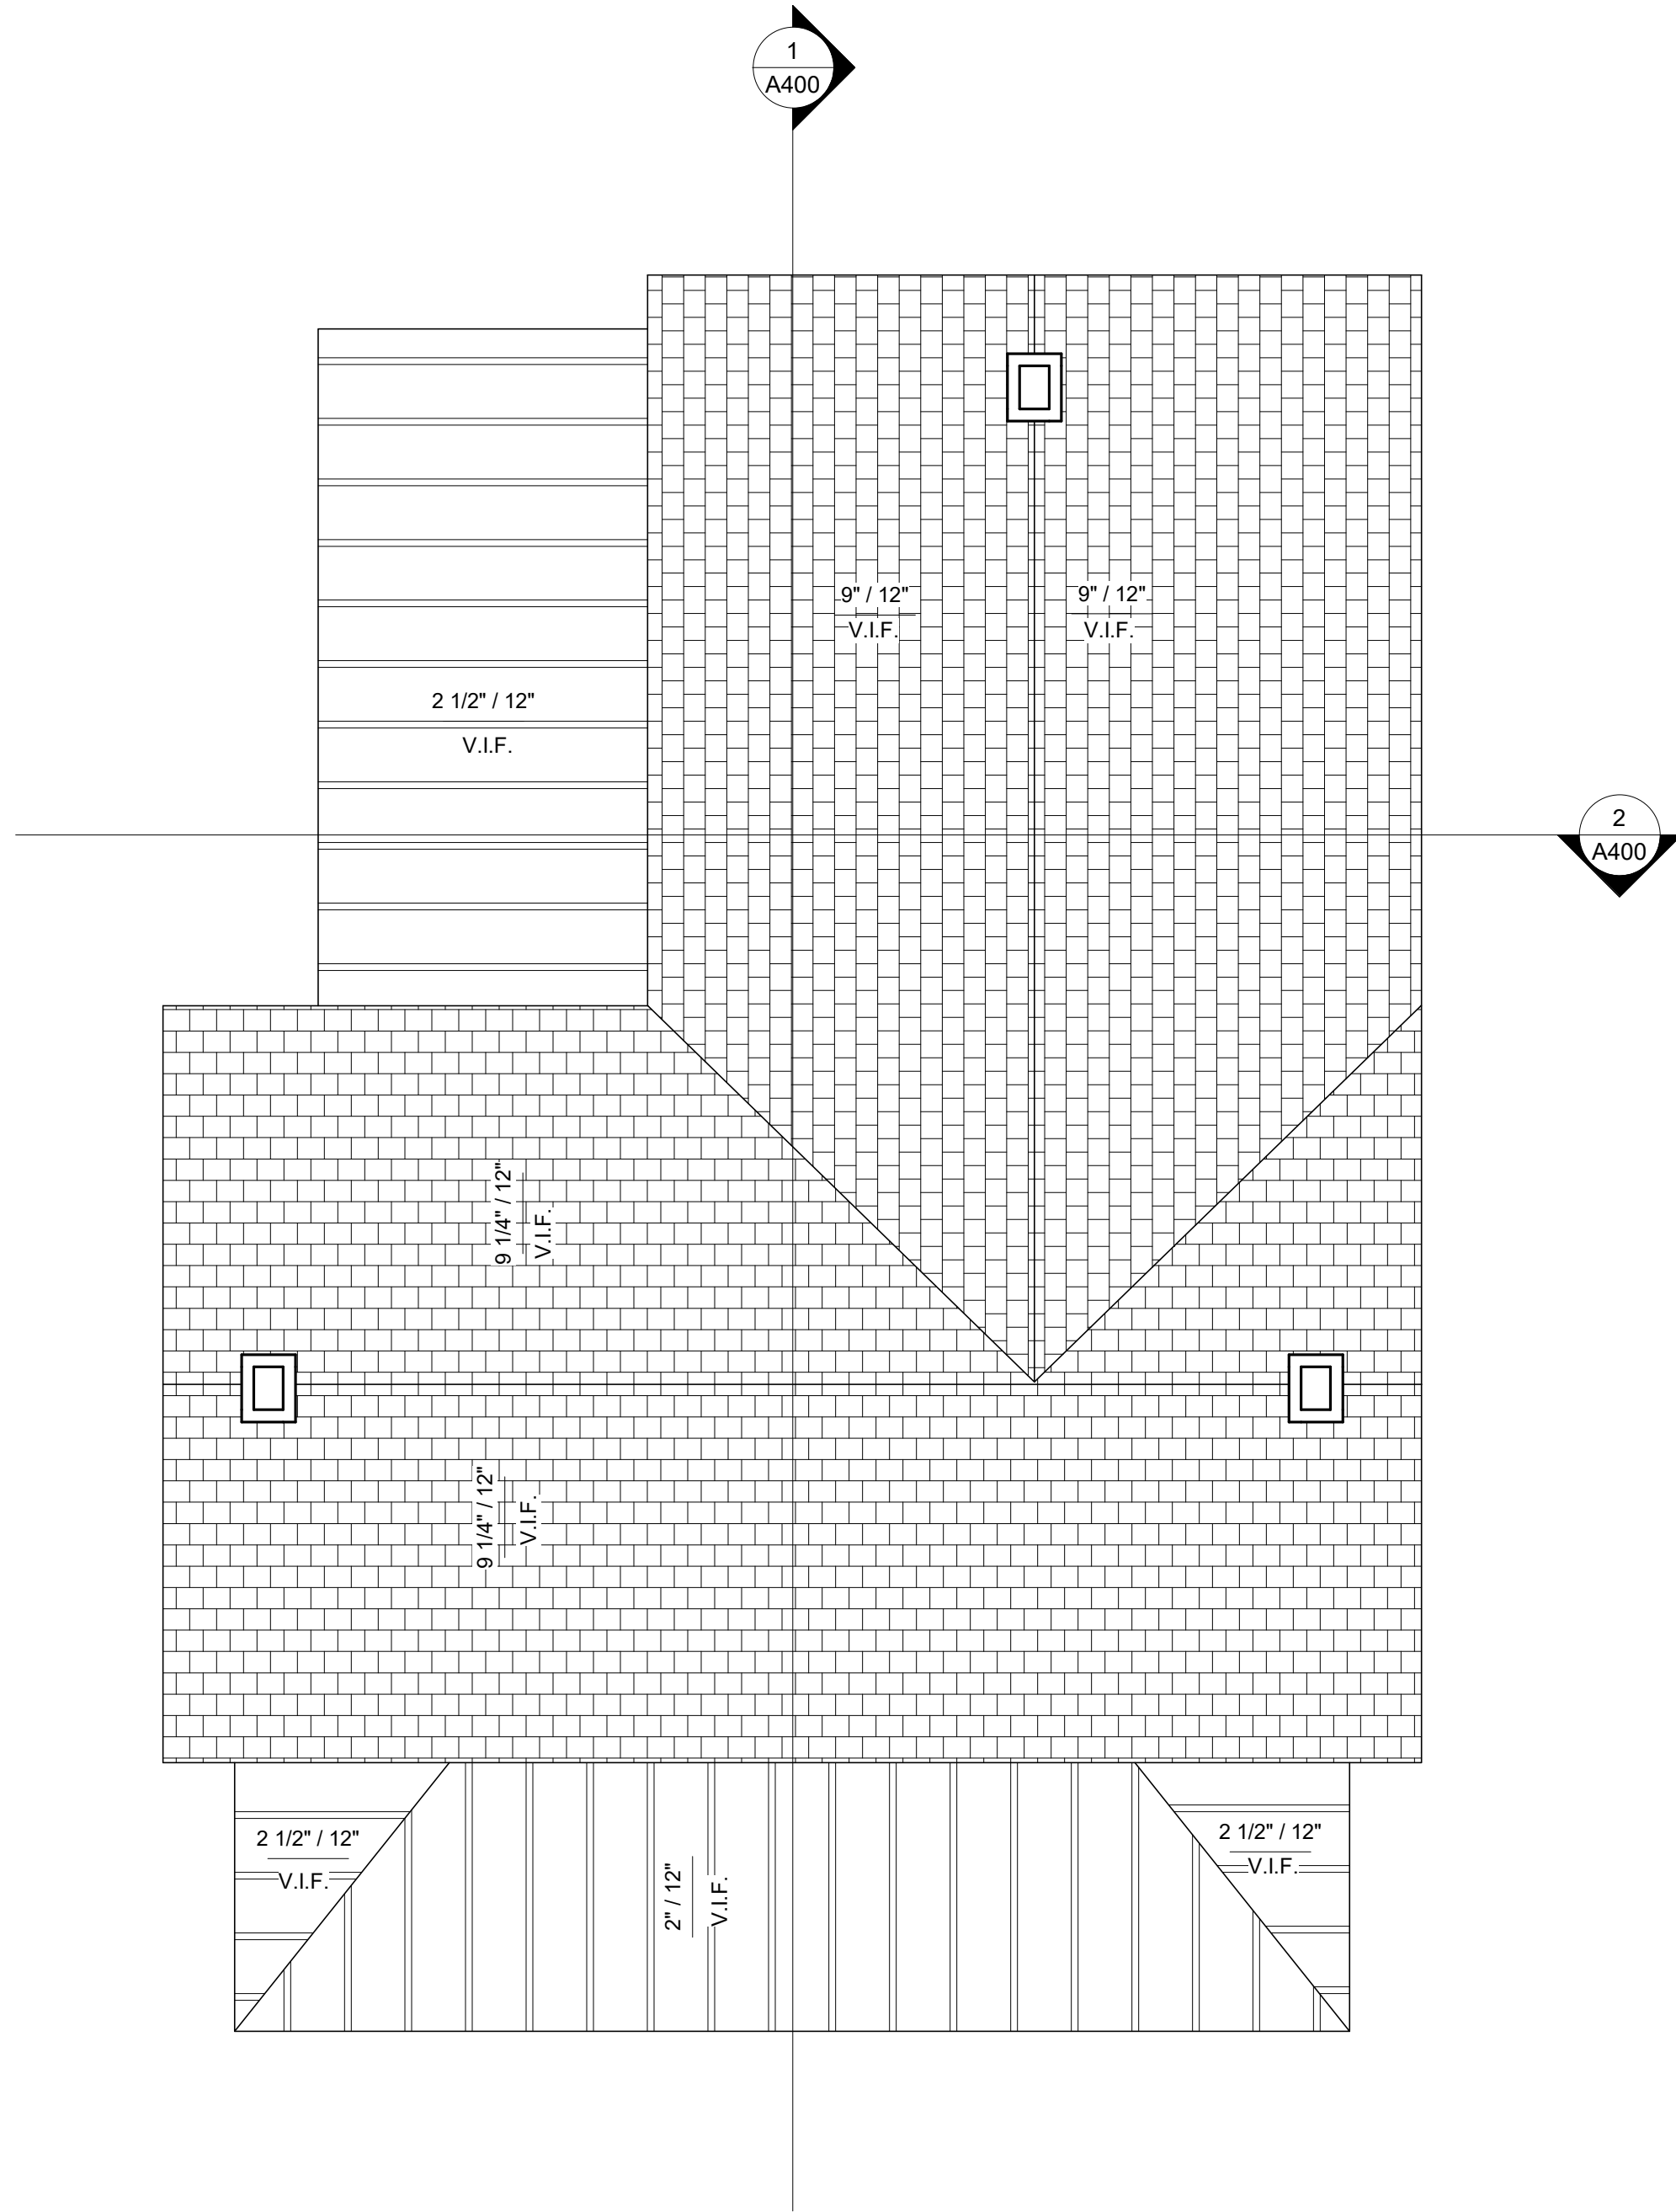 1
A400
9" / 12"
V.I.F.
9" / 12"
V.I.F.
2 1/2" / 12"
V.I.F.
2
A400
9 1/4" / 12"
V.I.F.
9 1/4" / 12"
V.I.F.
2 1/2" / 12"
V.I.F.
2" / 12"
V.I.F.
2 1/2" / 12"
V.I.F.